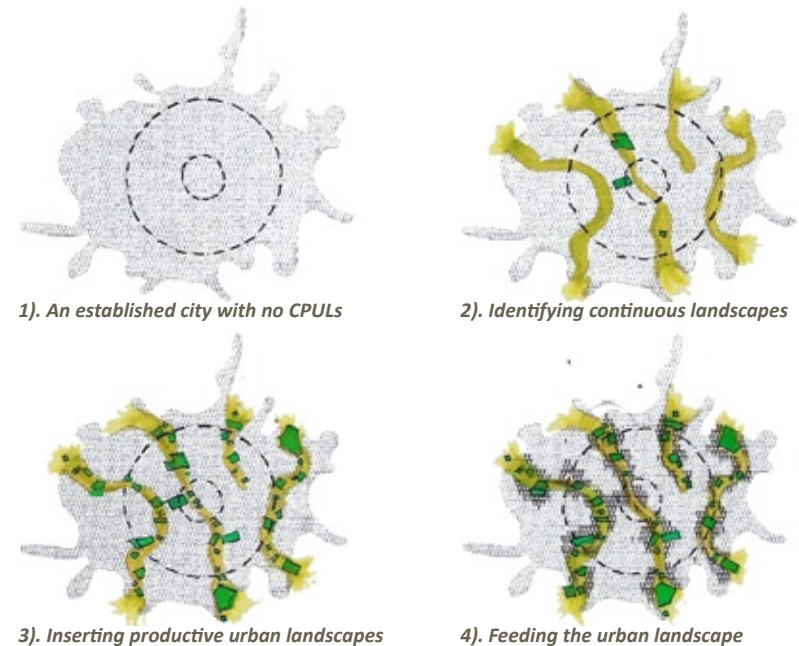 1). An established city with no CPULs
2). Identifying continuous landscapes
3). Inserting productive urban landscapes
4). Feeding the urban landscape